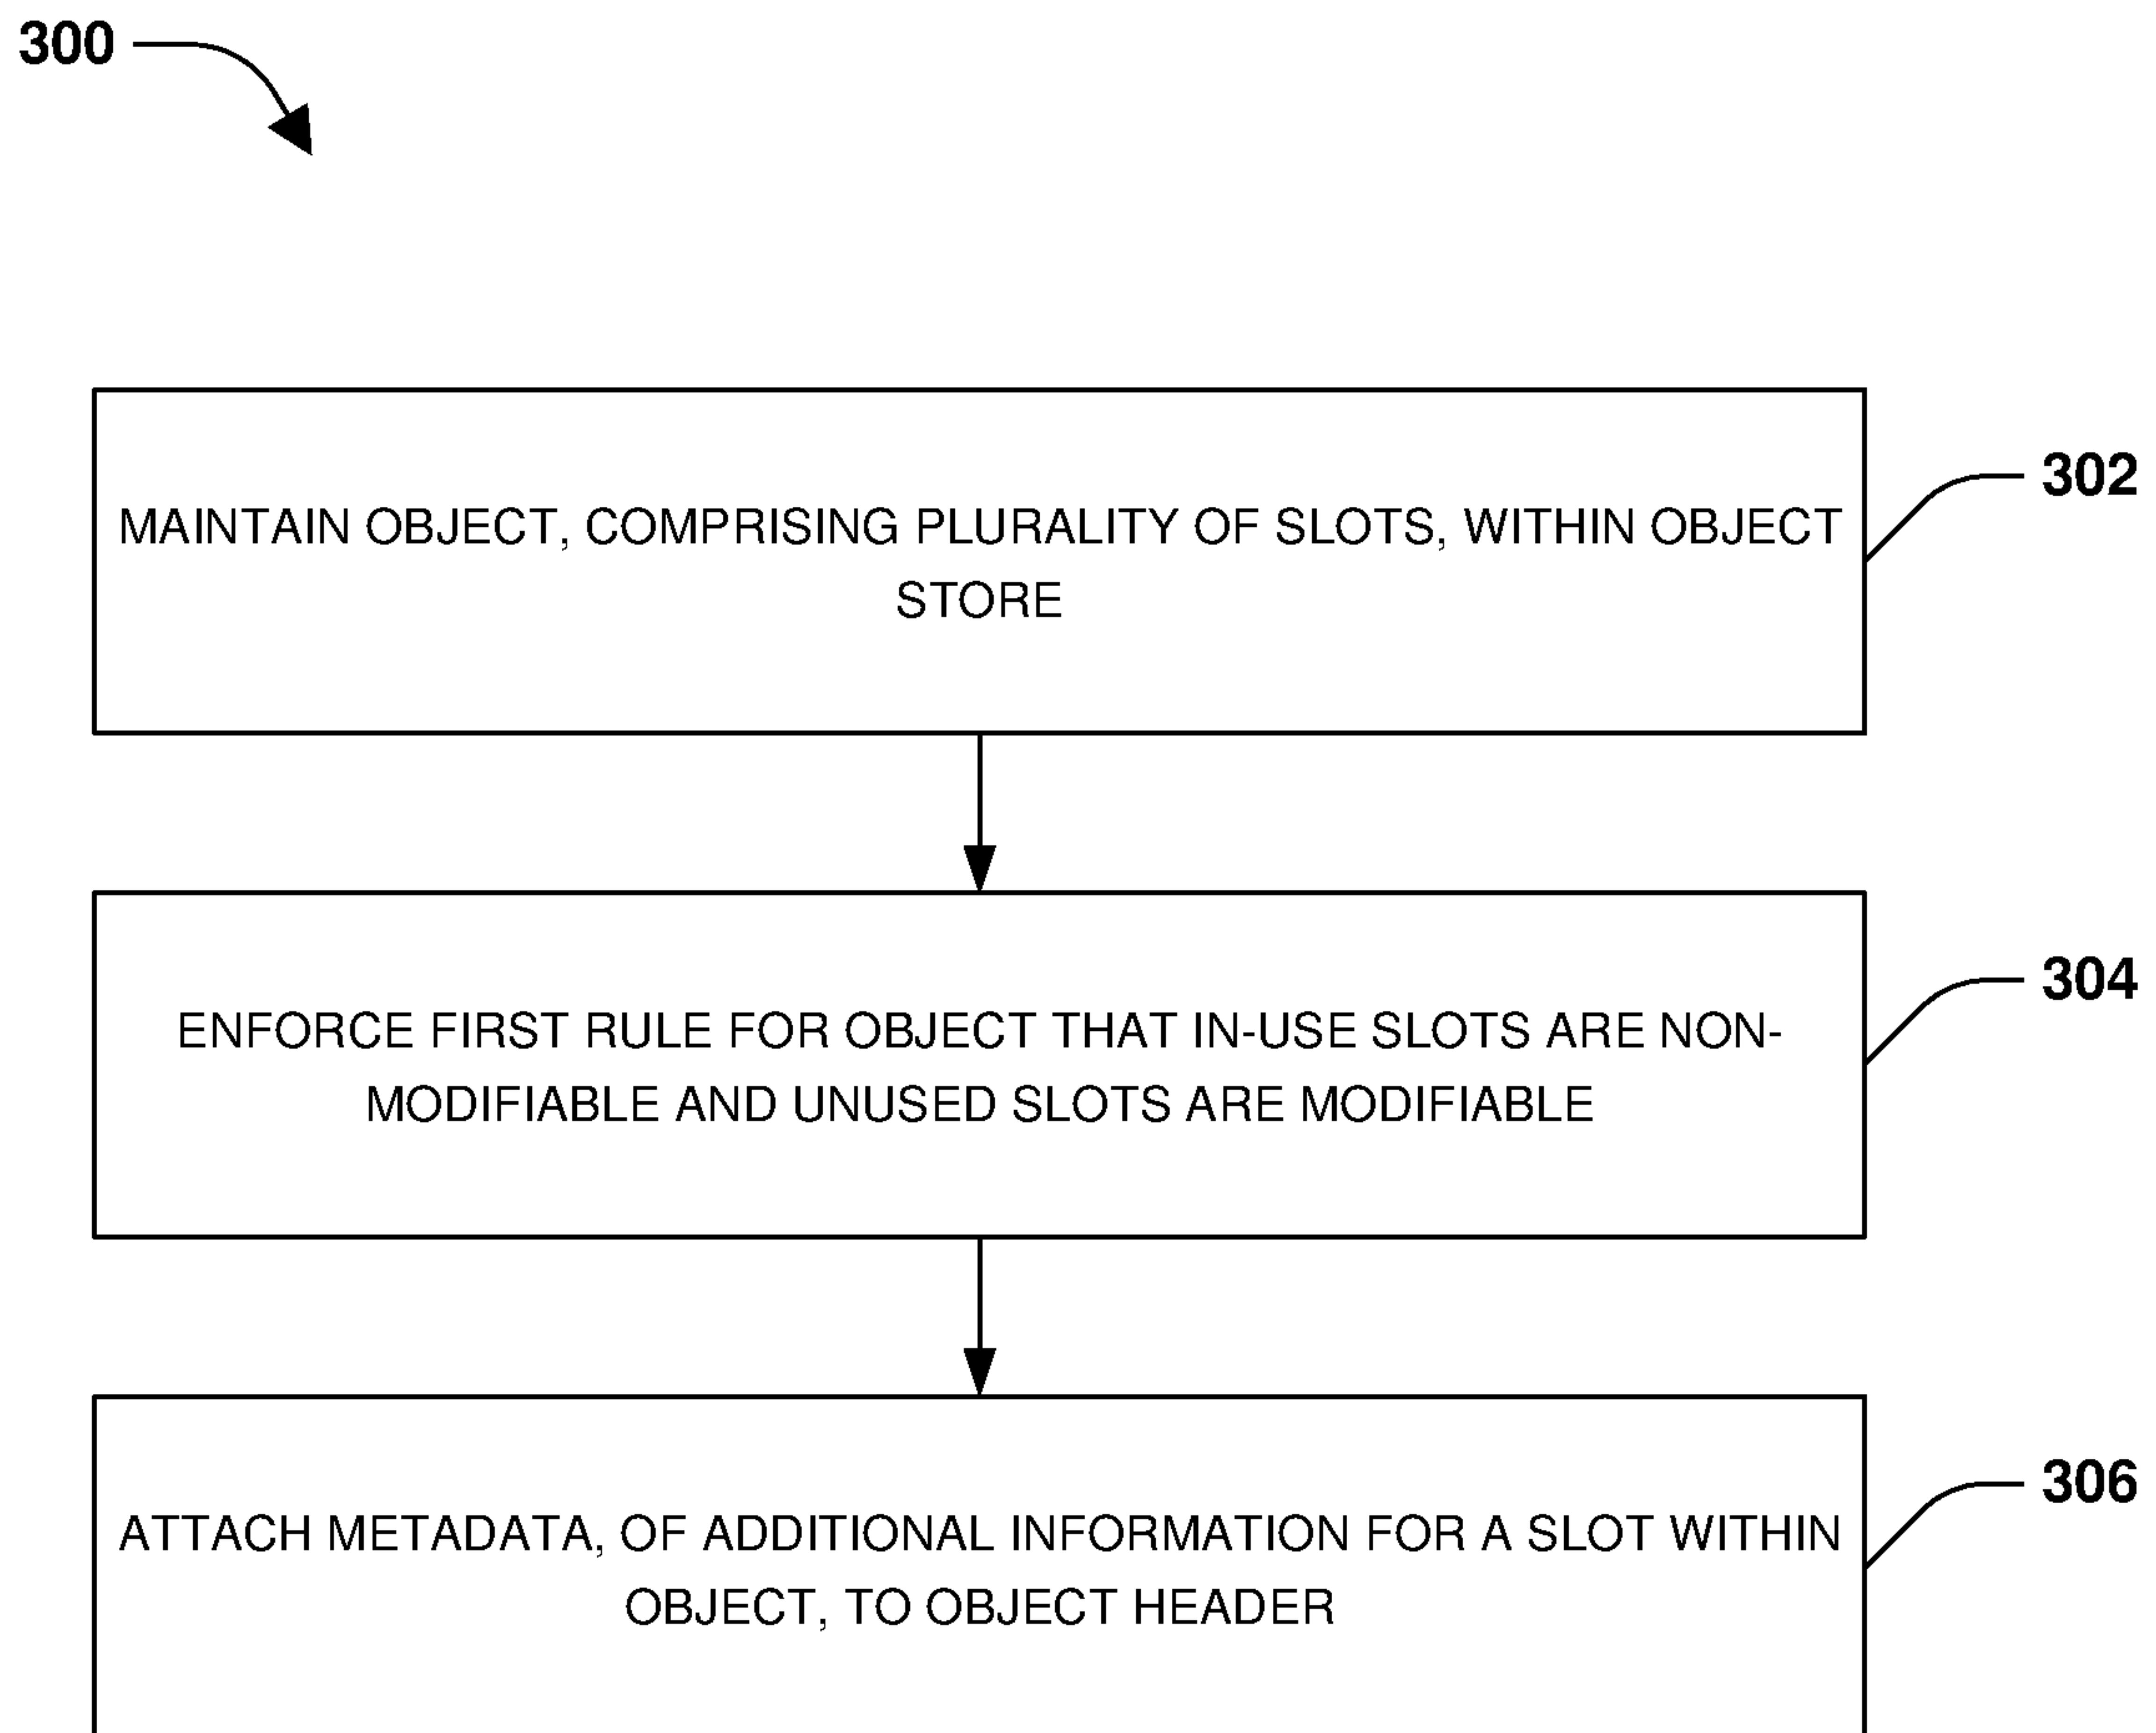 300
MAINTAIN OBJECT, COMPRISING PLURALITY OF SLOTS, WITHIN OBJECT
STORE
302
ENFORCE FIRST RULE FOR OBJECT THAT IN-USE SLOTS ARE NON-
MODIFIABLE AND UNUSED SLOTS ARE MODIFIABLE
304
ATTACH METADATA, OF ADDITIONAL INFORMATION FOR A SLOT WITHIN
OBJECT, TO OBJECT HEADER
306